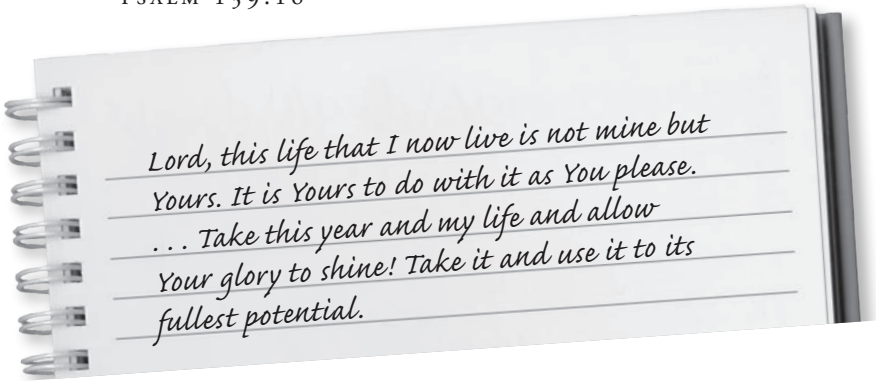 PSALM 139:16
Lord, this life that I now live is not mine but
Yours. It is Yours to do with it as You please.
. . . Take this year and my life and allow
Your glory to shine! Take it and use it to its
fullest potential.